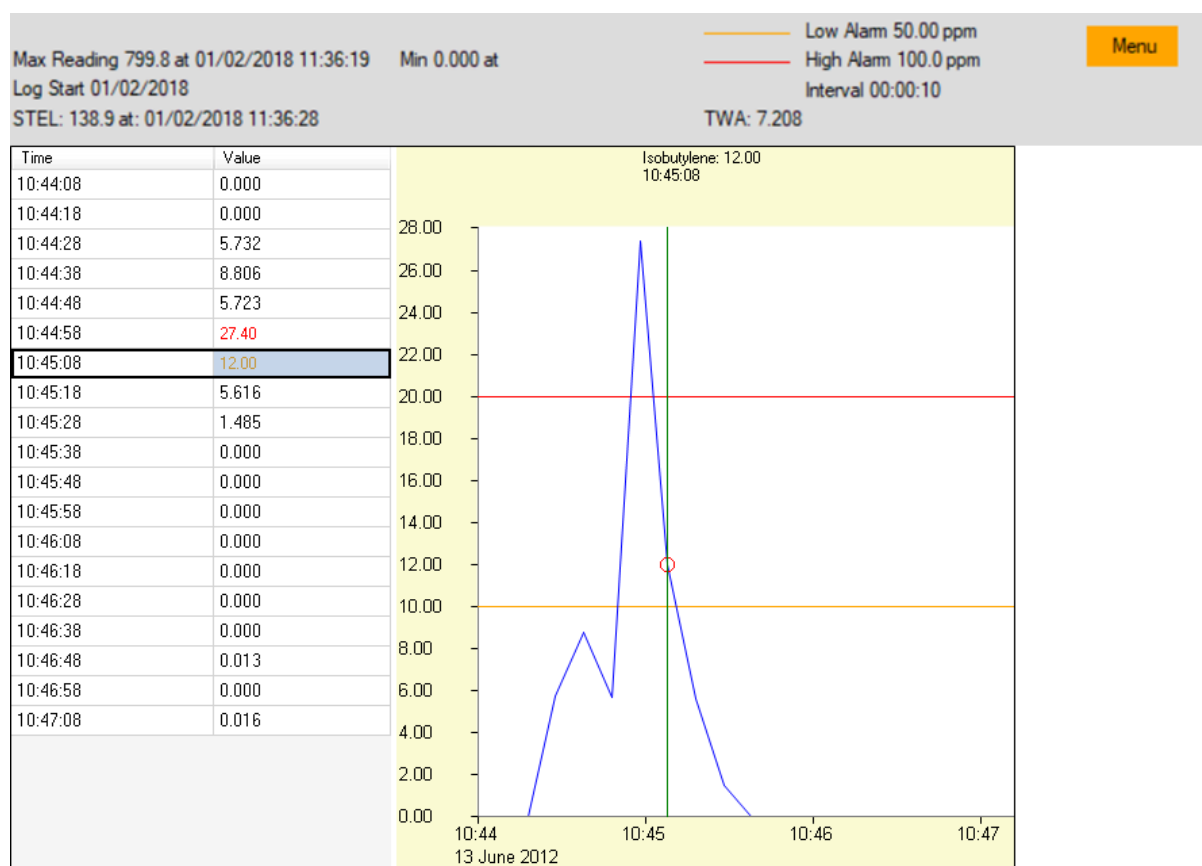 Low Alarm 50.00 ppm
Menu
Max Reading 799.8 at 01/02/2018 11:36:19 Min 0.000 at
High Alarm 100.0 ppm
Log Start 01/02/2018
Interval 00:00:10
STEL: 138.9 at: 01/02/2018 11:36:28
TWA: 7.208
Time Value
10:44:08 0.000
10:44:18 0.000
10:44:28 5.732
10:44:38 8.806
10:44:48 5.723
10:44:58 27.40
10:45:08 12.00
10:45:18 5.616
10:45:28 1.485
10:45:38 0.000
10:45:48 0.000
10:45:58 0.000
10:46:08 0.000
10:46:18 0.000
10:46:28 0.000
10:46:38 0.000
10:46:48 0.013
10:46:58 0.000
10:47:08 0.016
Isobutylene: 12.00
10:45:08
28.00
26.00
24.00
22.00
20.00
18.00
16.00
14.00
12.00
10.00
8.00
6.00
4.00
2.00
0.00
10:44 10:45 10:46 10:47
13 June 2012